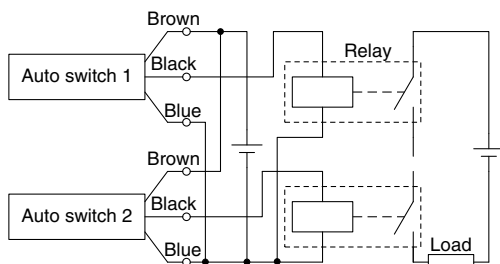 Brown
Relay
Auto switch 1
Black
Blue
Brown
Auto switch 2
Black
Blue
Load